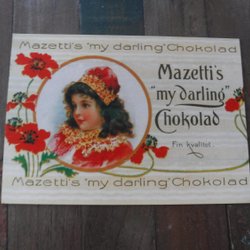 Mazetti's "my darling" Chokolad
Mazetti's
"my darling"
Chokolad
Fin kvalitet.
Mazetti's "my darling" Chokolad